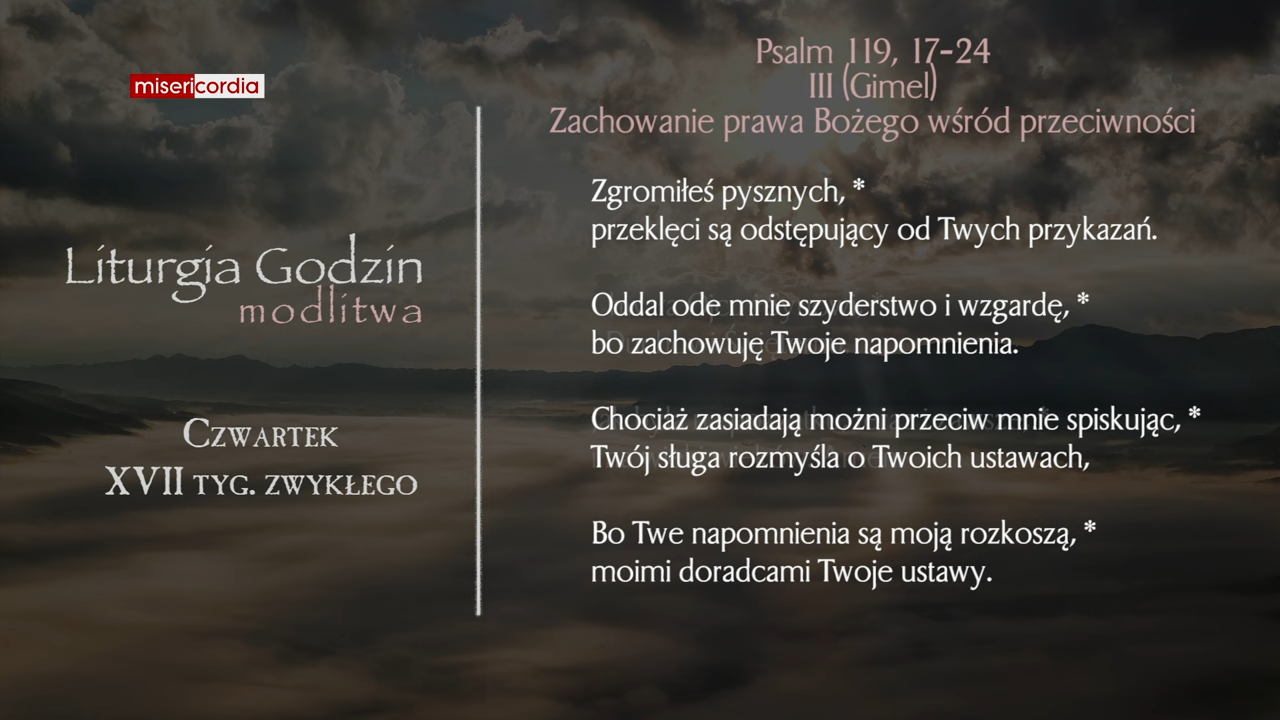 misericordia
Liturgia Godzin
modlitwa
Czwartek
XVII tyg. zwykłego
Psalm 119, 17-24
III (Gimel)
Zachowanie prawa Bożego wśród przeciwności
Zgromiłeś pysznych, *
przeklęci są odstępujący od Twych przykazań.
Oddal ode mnie szyderstwo i wzgardę, *
bo zachowuję Twoje napomnienia.
Chociaż zasiadają możni przeciw mnie spiskując, *
Twój sługa rozmyśla o Twoich ustawach,
Bo Twe napomnienia są moją rozkoszą, *
moimi doradcami Twoje ustawy.